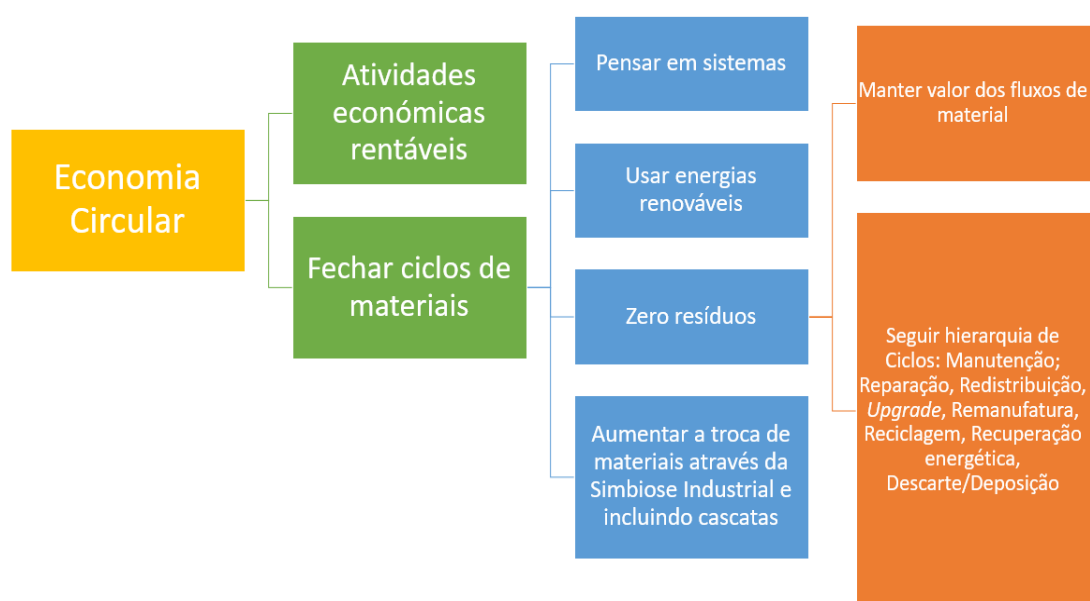 Economia
Circular
Atividades
económicas
rentáveis
Fechar ciclos de
materiais
Pensar em sistemas
Usar energias
renováveis
Zero resíduos
Aumentar a troca de
materiais através da
Simbiose Industrial e
incluindo cascatas
Manter valor dos fluxos de
material
Seguir hierarquia de
Ciclos: Manutenção;
Reparação, Redistribuição,
Upgrade, Remanufatura,
Reciclagem, Recuperação
energética,
Descarte/Deposição